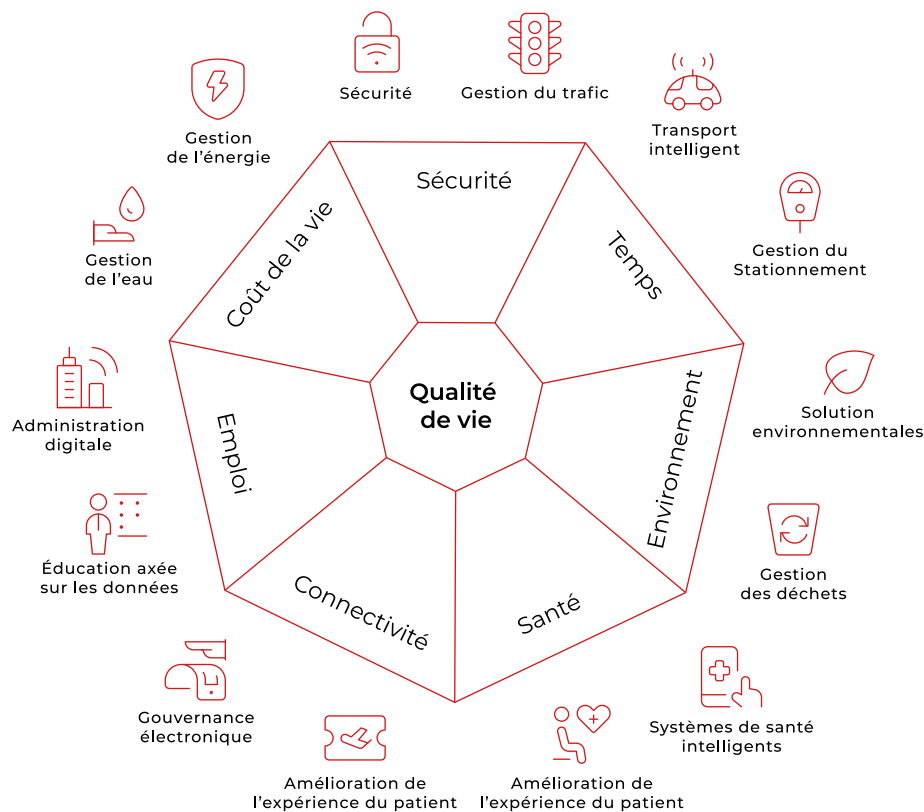 Sécurité
Gestion du trafic
Transport
intelligent
Gestion
de l'énergie
Sécurité
Coût de la vie
Temps
Gestion
de l'eau
Gestion du
Stationnement
Qualité
de vie
Administration
digitale
Emploi
Environnement
Solution
environnementales
Éducation axée
sur les données
Connectivité
Santé
Gestion
des déchets
Gouvernance
électronique
Systèmes de santé
intelligents
Amélioration de
l'expérience du patient
Amélioration de
l'expérience du patient